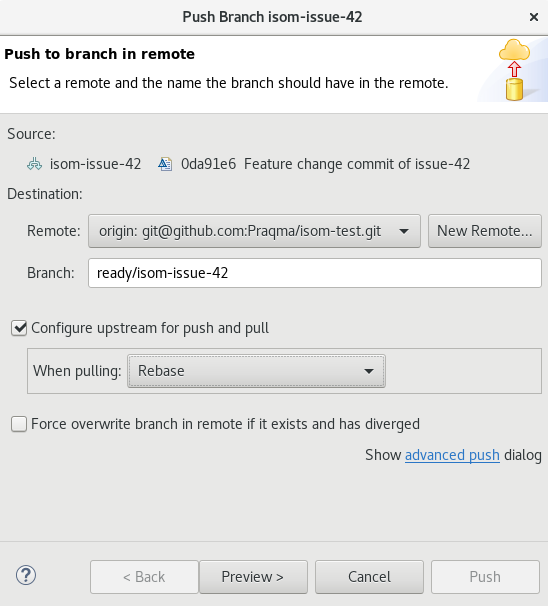 Push Branch isom-issue-42
Push to branch in remote
Select a remote and the name the branch should have in the remote.
Source:
isom-issue-42 0da91e6 Feature change commit of issue-42
Destination:
Remote: origin: git@github.com:Praqma/isom-test.git New Remote...
Branch: ready/isom-issue-42
Configure upstream for push and pull
When pulling: Rebase
Force overwrite branch in remote if it exists and has diverged
Show advanced push dialog
? < Back Preview > Cancel Push